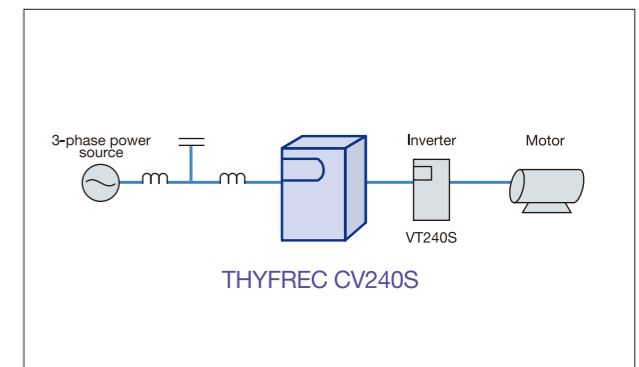 3-phase power
source
Inverter
Motor
VT240S
THYFREC CV240S